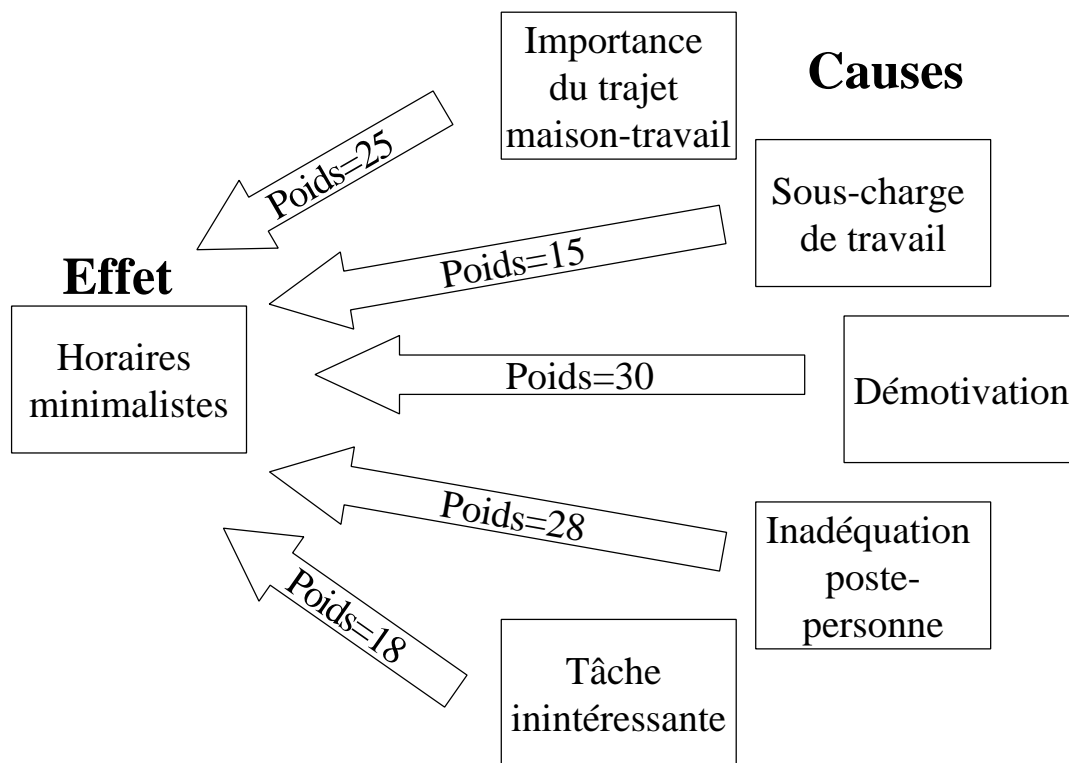 Importance
du trajet
maison-travail
Causes
Poids=25
Sous-charge
de travail
Poids=15
Effet
Horaires
minimalistes
Poids=30
Démotivation
Poids=28
Inadéquation
poste-
personne
Poids=18
Tâche
inintéressante